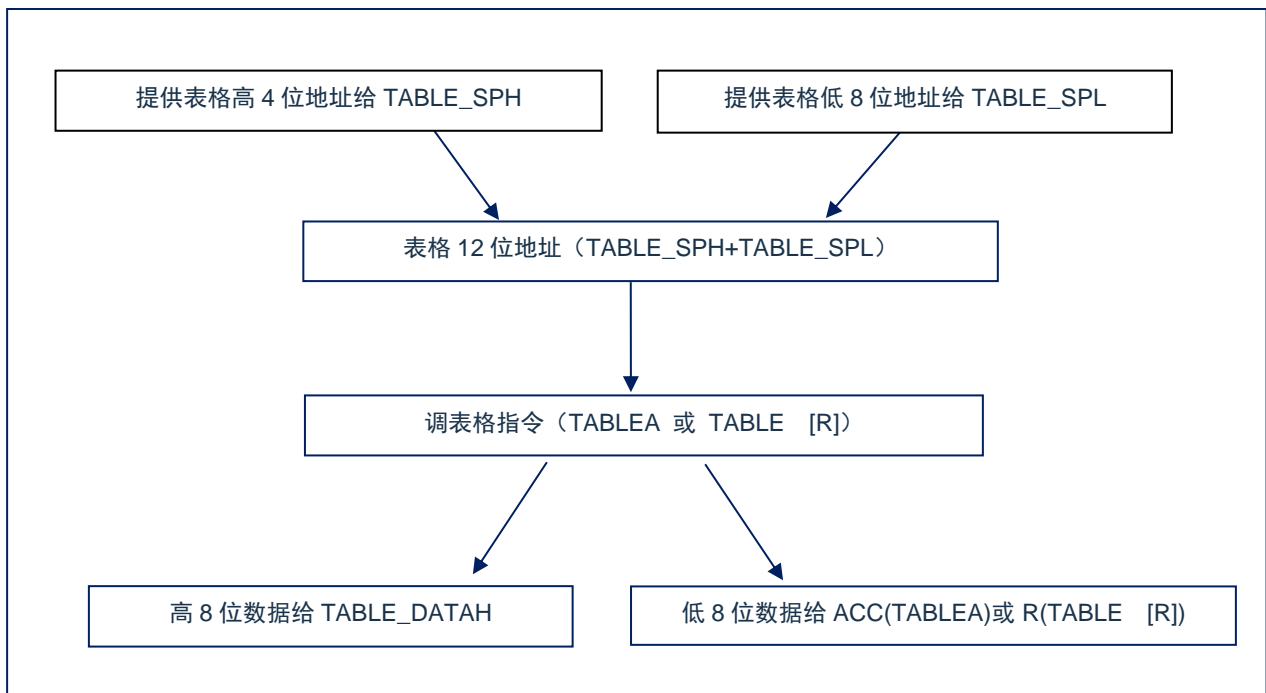 提供表格高 4 位地址给 TABLE_SPH
提供表格低 8 位地址给 TABLE_SPL
表格 12 位地址（TABLE_SPH+TABLE_SPL）
调表格指令（TABLEA 或 TABLE [R]）
高 8 位数据给 TABLE_DATAH
低 8 位数据给 ACC(TABLEA)或 R(TABLE [R])